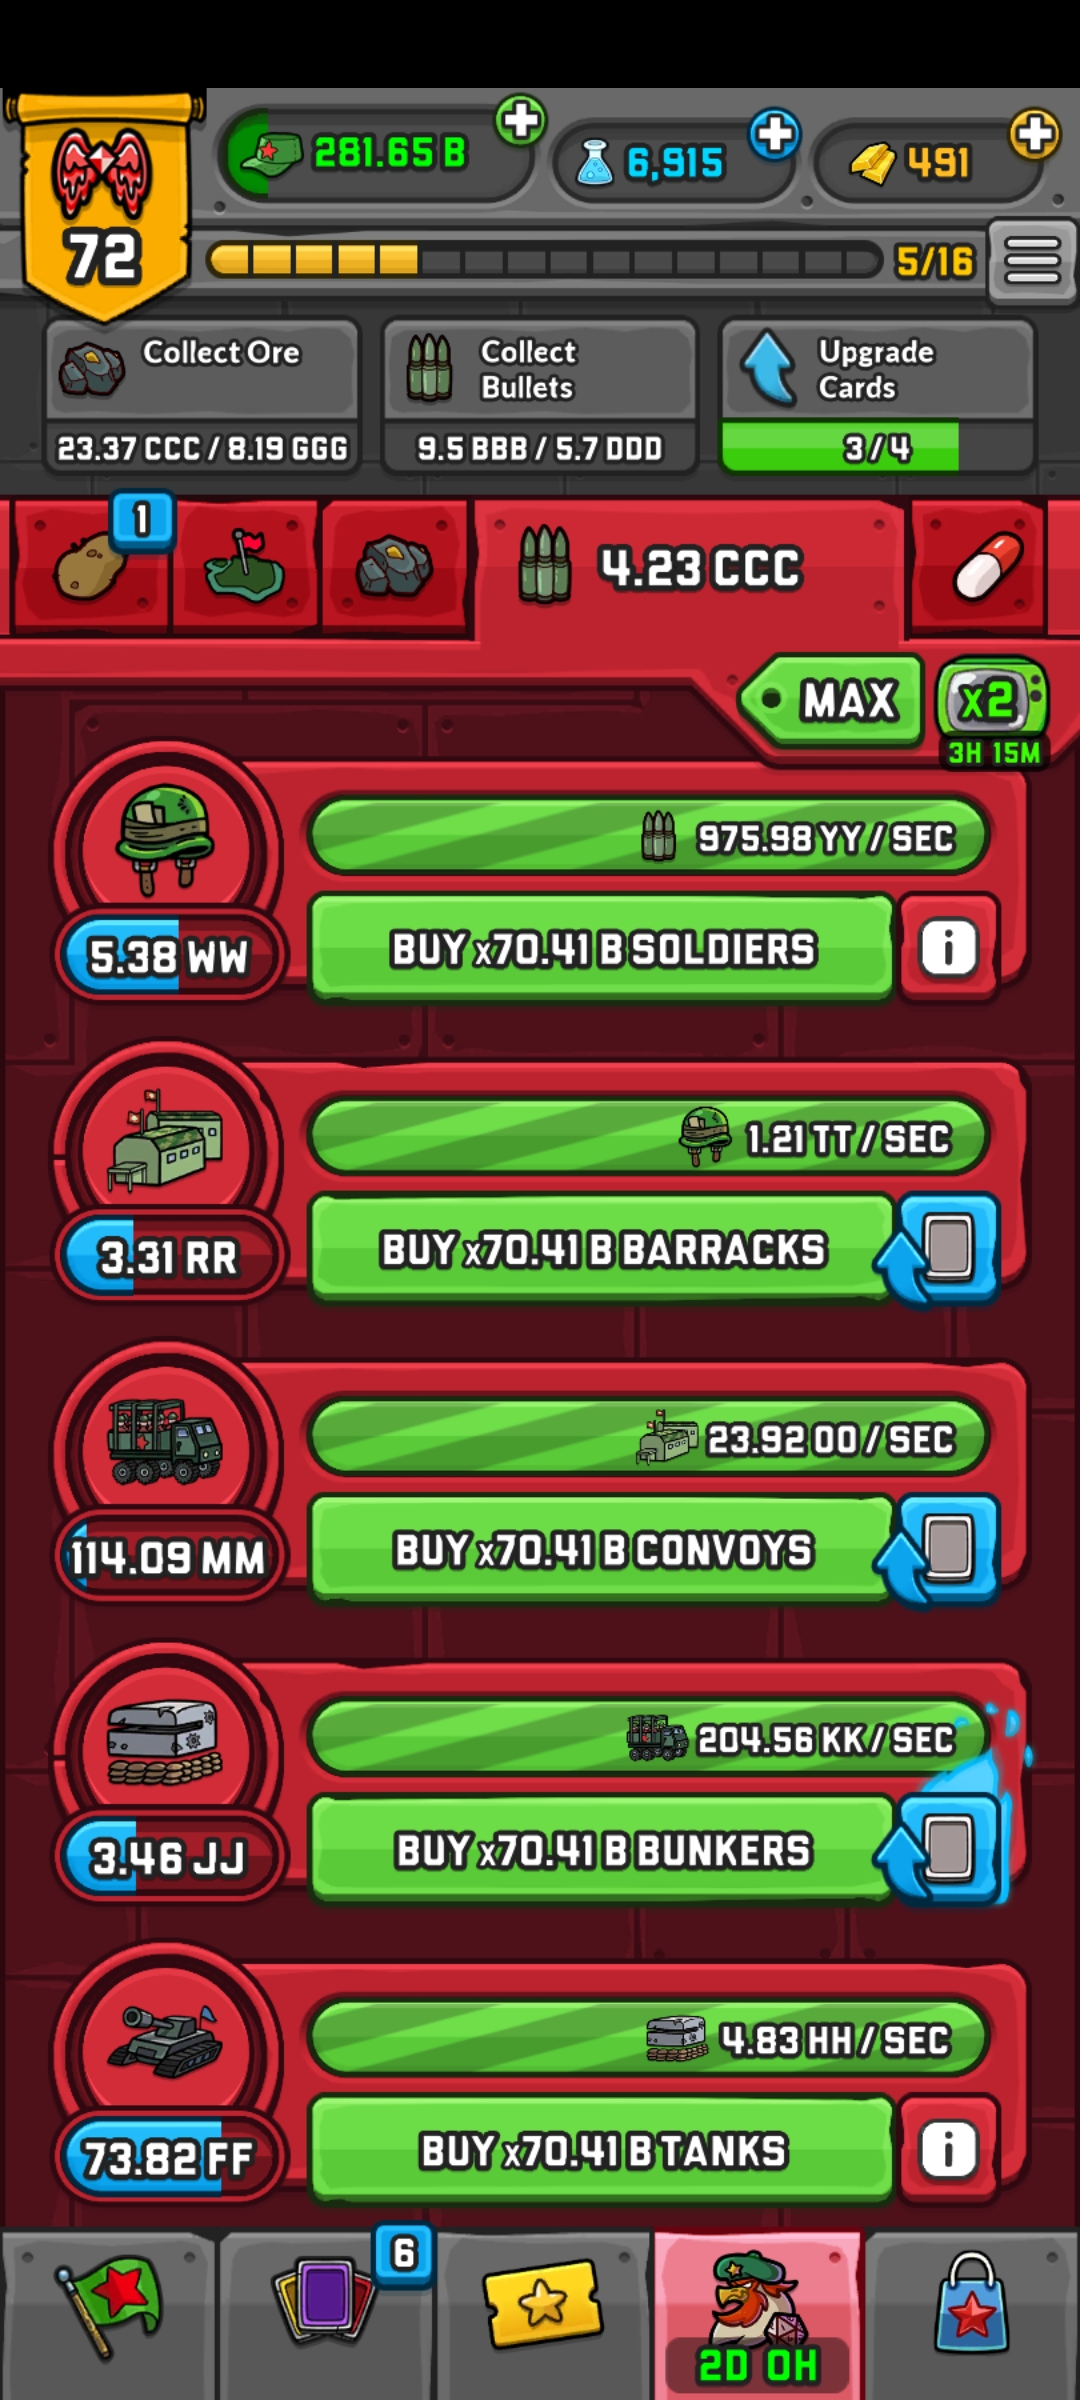 72
281.65 B
6,915
491
5/16
Collect Ore
23.37 CCC / 8.19 GGG
Collect
Bullets
9.5 BBB / 5.7 DDD
Upgrade
Cards
3/4
1
4.23 CCC
MAX
x2
3H 15M
975.98 YY / SEC
5.38 WW
BUY x70.41 B SOLDIERS
i
1.21 TT / SEC
3.31 RR
BUY x70.41 B BARRACKS
23.92 OO / SEC
114.09 MM
BUY x70.41 B CONVOYS
204.56 KK / SEC
3.46 JJ
BUY x70.41 B BUNKERS
4.83 HH / SEC
73.82 FF
BUY x70.41 B TANKS
i
6
2D 0H